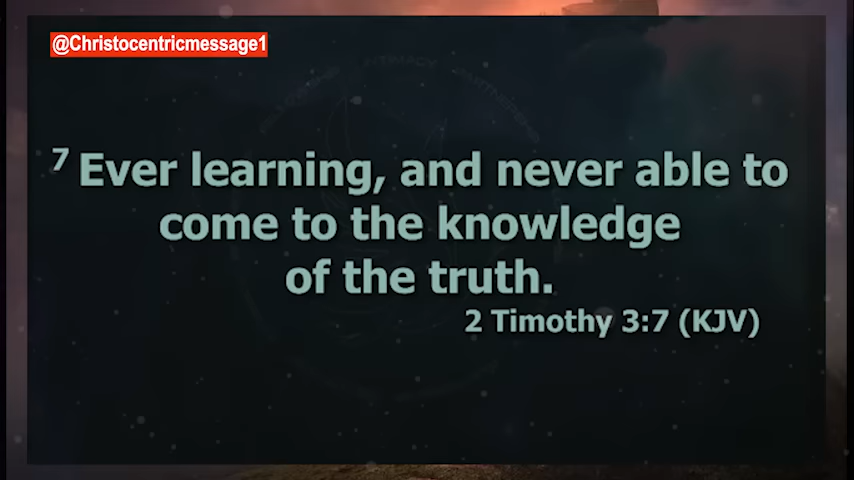 @Christocentricmessage1
7 Ever learning, and never able to
come to the knowledge
of the truth.
2 Timothy 3:7 (KJV)